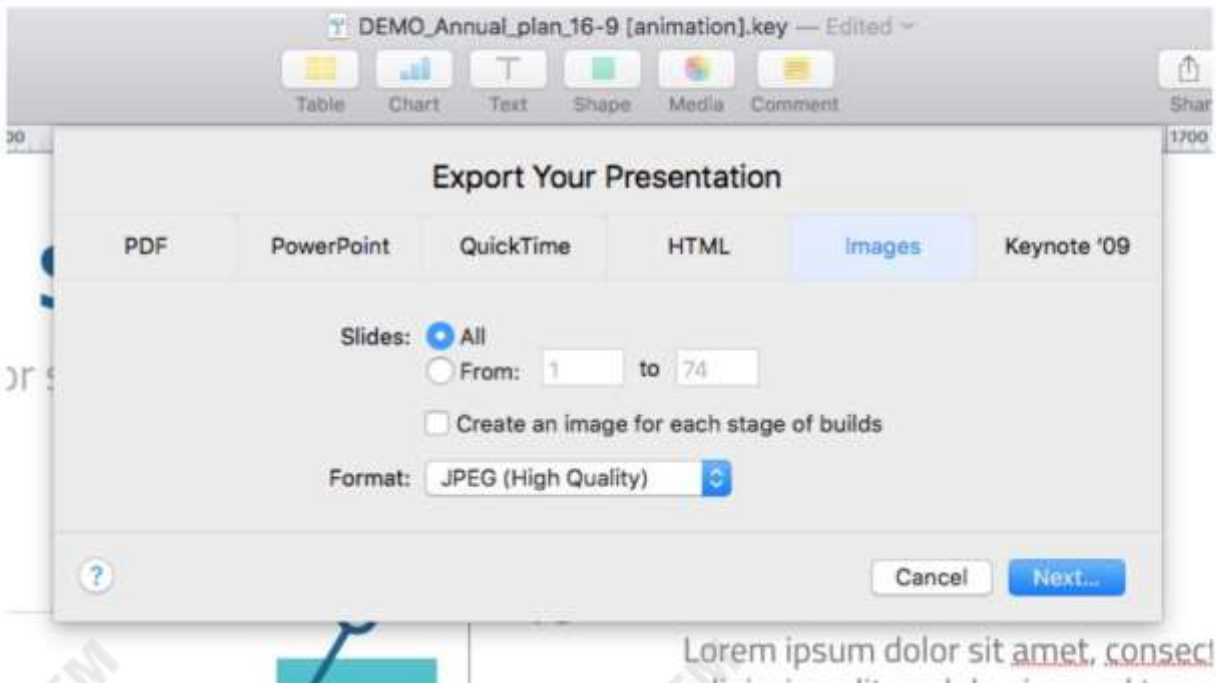 DEMO_Annual_plan_16-9 [animation].key — Edited
Table Chart Text Shape Media Comment Shar
00 1700
Export Your Presentation
PDF PowerPoint QuickTime HTML Images Keynote '09
S
or s
Slides: All
From: 1 to 74
Create an image for each stage of builds
Format: JPEG (High Quality)
? Cancel Next...
Lorem ipsum dolor sit amet, consect